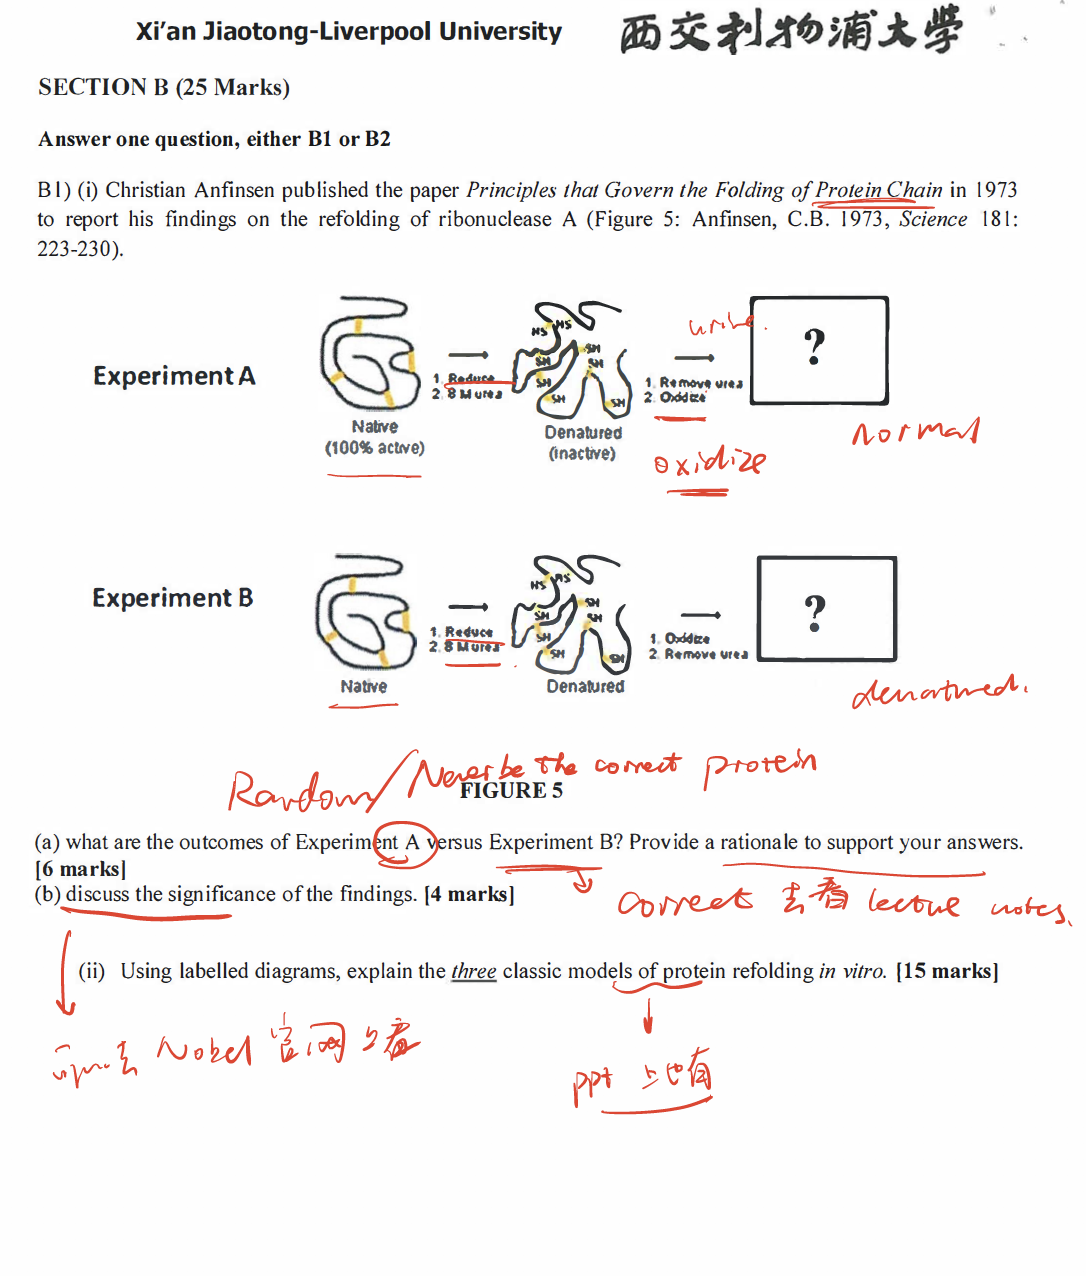 Xi'an Jiaotong-Liverpool University 西交利物浦大學
SECTION B (25 Marks)
Answer one question, either B1 or B2
B1) (i) Christian Anfinsen published the paper Principles that Govern the Folding of Protein Chain in 1973
to report his findings on the refolding of ribonuclease A (Figure 5: Anfinsen, C.B. 1973, Science 181:
223-230).
Experiment A
1. Reduce
2. 8 M urea
HS HS SH SH SH SH SH SH
1. Remove urea
2. Oxidize
?
Native
(100% active)
Denatured
(inactive)
oxidize
Normal
Experiment B
1. Reduce
2. 8 M urea
HS HS SH SH SH SH SH SH
1. Oxidize
2. Remove urea
?
Native
Denatured
denatured.
Random/Never be the correct protein
FIGURE 5
(a) what are the outcomes of Experiment A versus Experiment B? Provide a rationale to support your answers.
[6 marks]
(b) discuss the significance of the findings. [4 marks]
correct 去看 lecture notes.
(ii) Using labelled diagrams, explain the three classic models of protein refolding in vitro. [15 marks]
去 Nobel 官网上看
ppt 上也有